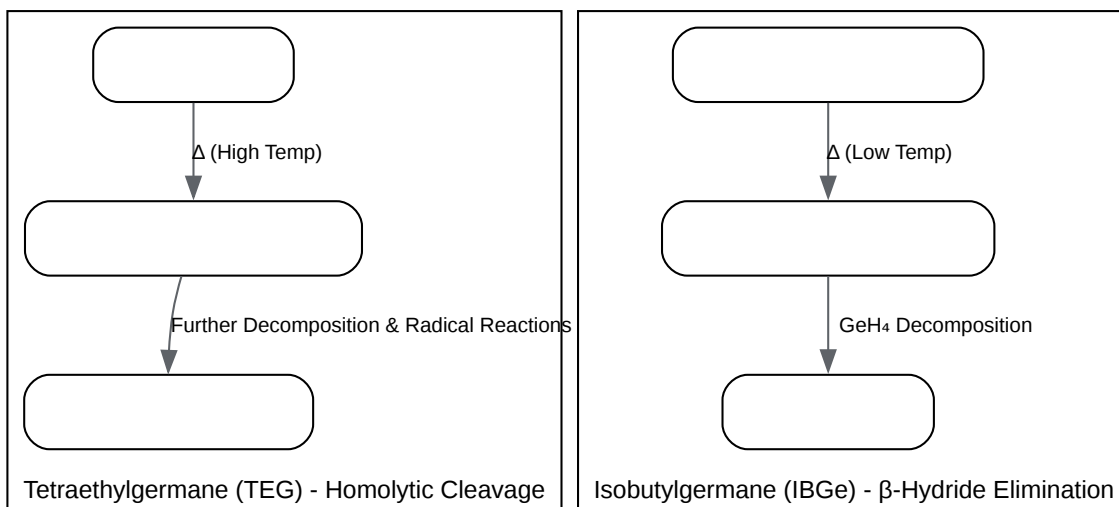 Δ (High Temp)
Further Decomposition & Radical Reactions
Tetraethylgermane (TEG) - Homolytic Cleavage
Δ (Low Temp)
GeH₄ Decomposition
Isobutylgermane (IBGe) - β-Hydride Elimination